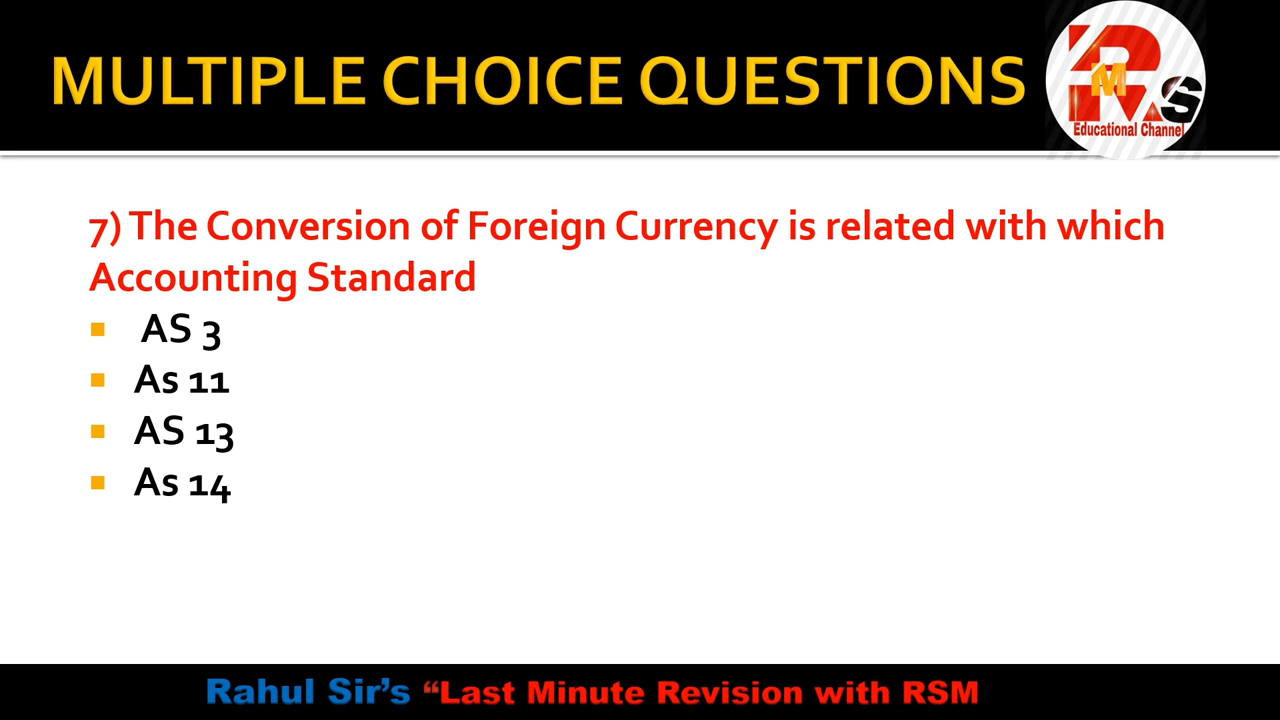 MULTIPLE CHOICE QUESTIONS
RMS
Educational Channel
7) The Conversion of Foreign Currency is related with which
Accounting Standard
AS 3
As 11
AS 13
As 14
Rahul Sir’s “Last Minute Revision with RSM